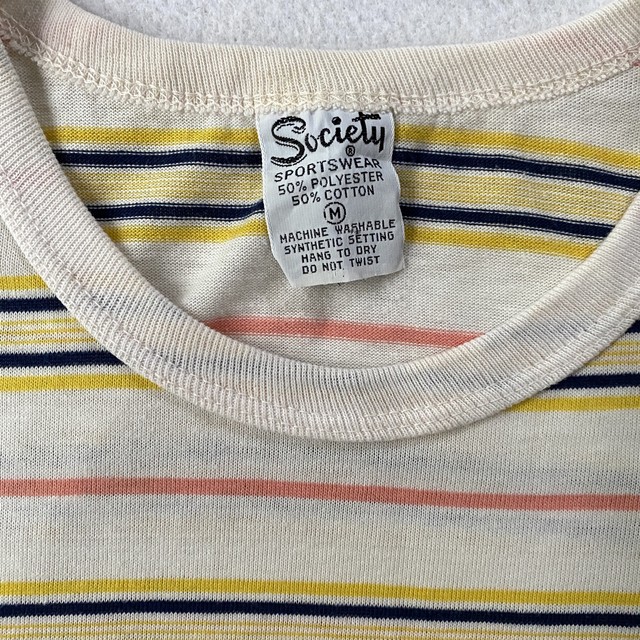 Society
®
SPORTSWEAR
50% POLYESTER
50% COTTON
M
MACHINE WASHABLE
SYNTHETIC SETTING
HANG TO DRY
DO NOT TWIST